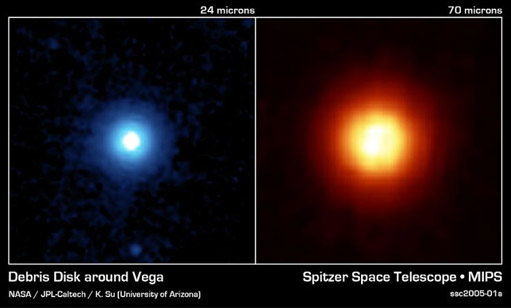 24 microns
70 microns
Debris Disk around Vega
Spitzer Space Telescope • MIPS
NASA / JPL-Caltech / K. Su (University of Arizona)
ssc2005-01a